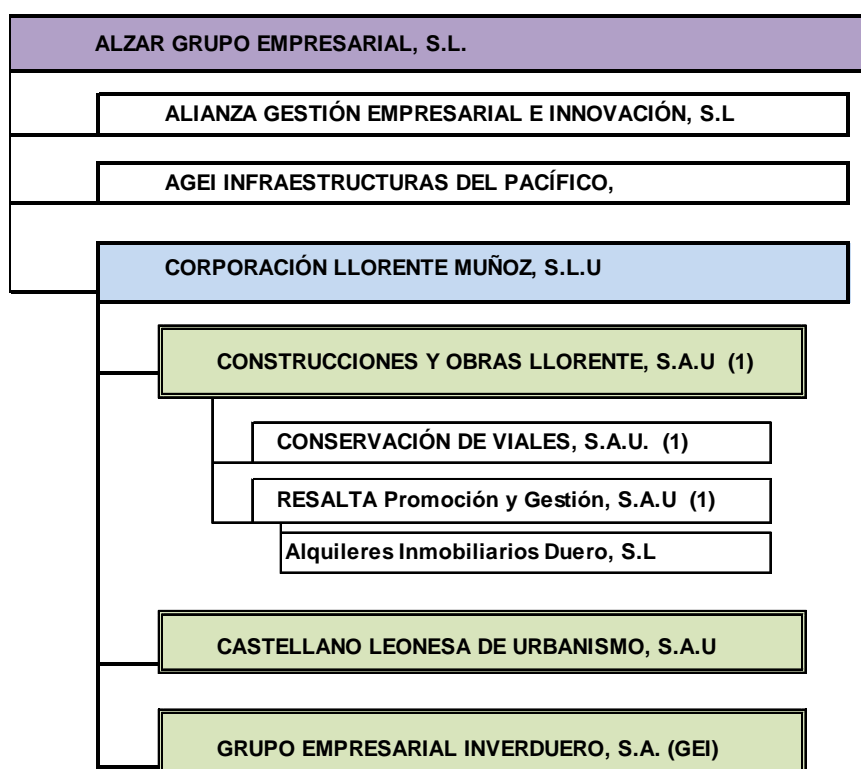 ALZAR GRUPO EMPRESARIAL, S.L.
ALIANZA GESTIÓN EMPRESARIAL E INNOVACIÓN, S.L
AGEI INFRAESTRUCTURAS DEL PACÍFICO,
CORPORACIÓN LLORENTE MUÑOZ, S.L.U
CONSTRUCCIONES Y OBRAS LLORENTE, S.A.U (1)
CONSERVACIÓN DE VIALES, S.A.U. (1)
RESALTA Promoción y Gestión, S.A.U (1)
Alquileres Inmobiliarios Duero, S.L
CASTELLANO LEONESA DE URBANISMO, S.A.U
GRUPO EMPRESARIAL INVERDUERO, S.A. (GEI)